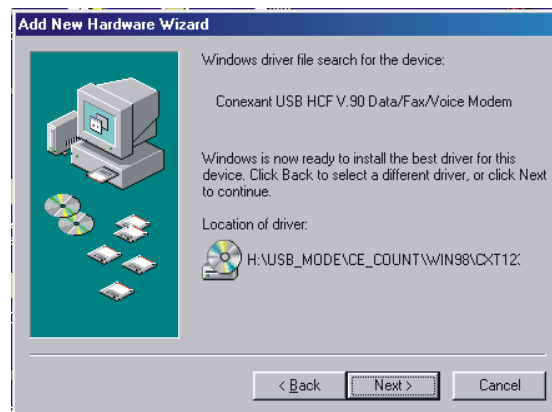 Add New Hardware Wizard
Windows driver file search for the device:
Conexant USB HCF V.90 Data/Fax/Voice Modem
Windows is now ready to install the best driver for this
device. Click Back to select a different driver, or click Next
to continue.
Location of driver:
H:\USB_MODE\CE_COUNT\WIN98\CXT12
< Back
Next >
Cancel